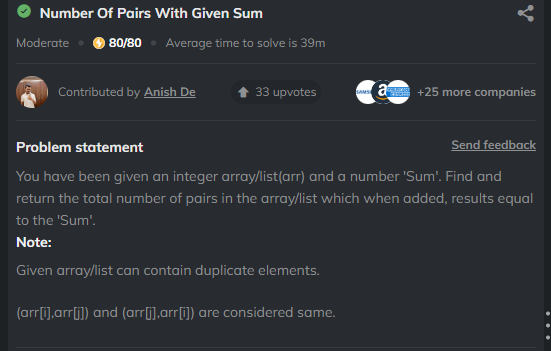 Number Of Pairs With Given Sum
Moderate 80/80 Average time to solve is 39m
Contributed by Anish De 33 upvotes +25 more companies
Problem statement Send feedback
You have been given an integer array/list(arr) and a number 'Sum'. Find and
return the total number of pairs in the array/list which when added, results equal
to the 'Sum'.
Note:
Given array/list can contain duplicate elements.
(arr[i],arr[j]) and (arr[j],arr[i]) are considered same.